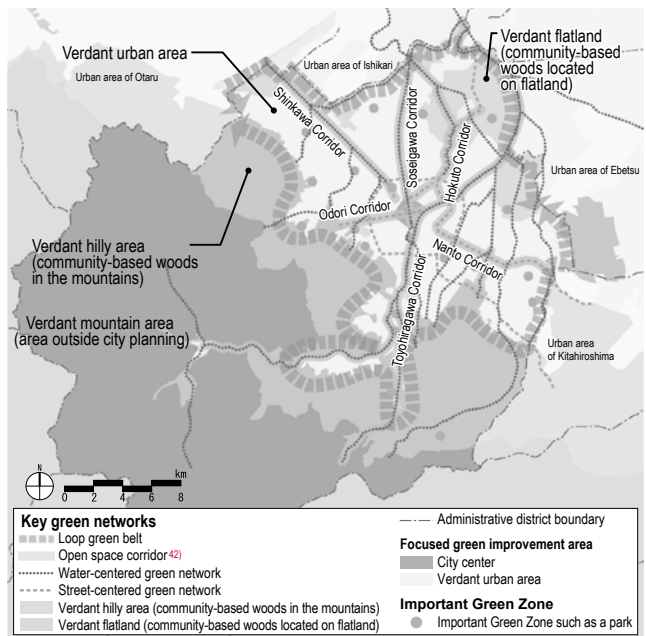 Verdant urban area
Urban area of Otaru
Urban area of Ishikari
Verdant flatland
(community-based
woods located
on flatland)
Shinkawa Corridor
Soseigawa Corridor
Hokuto Corridor
Urban area of Ebetsu
Odori Corridor
Nanto Corridor
Verdant hilly area
(community-based woods
in the mountains)
Toyohiragawa Corridor
Verdant mountain area
(area outside city planning)
Urban area
of Kitahiroshima
N
km
0 2 4 6 8
Key green networks
Loop green belt
Open space corridor 42)
Water-centered green network
Street-centered green network
Verdant hilly area (community-based woods in the mountains)
Verdant flatland (community-based woods located on flatland)
Administrative district boundary
Focused green improvement area
City center
Verdant urban area
Important Green Zone
Important Green Zone such as a park